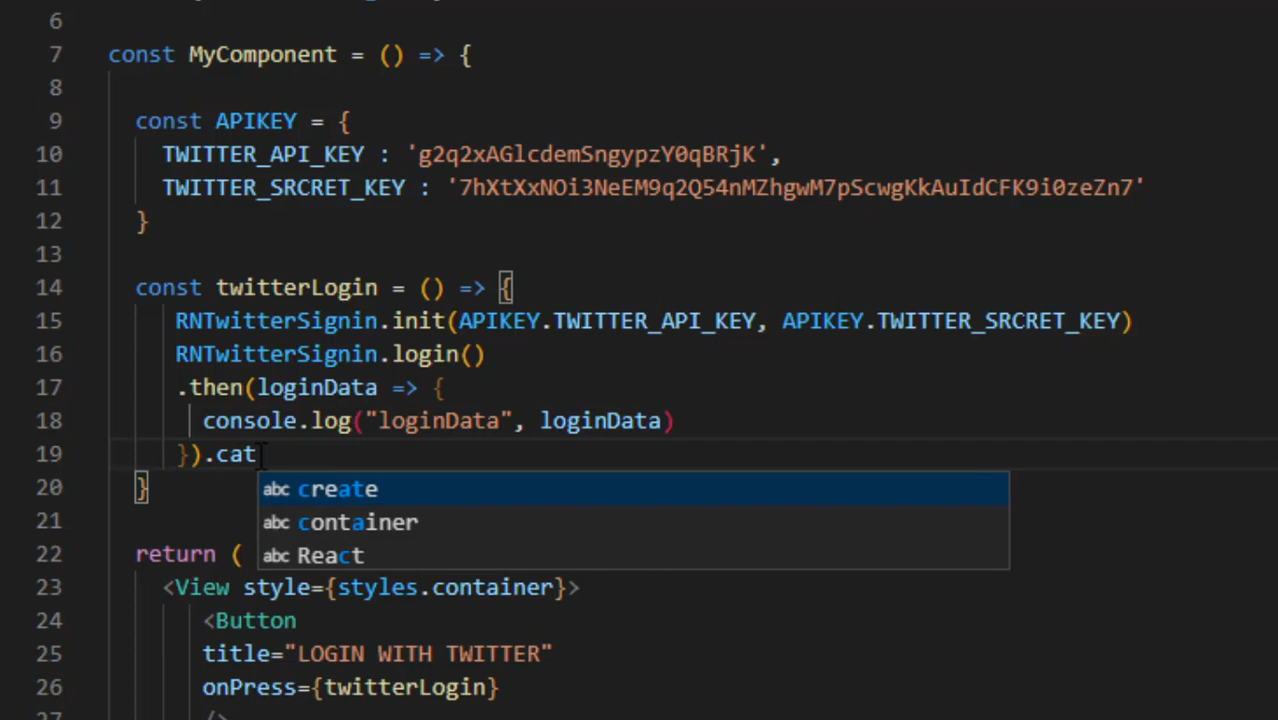 6
7 const MyComponent = () => {
8
9 const APIKEY = {
10 TWITTER_API_KEY : 'g2q2xAGlcdemSngypzY0qBRjK',
11 TWITTER_SRCRET_KEY : '7hXtXxNOi3NeEM9q2Q54nMZhgwM7pScwgKkAuIdCFK9i0zeZn7'
12 }
13
14 const twitterLogin = () => {
15 RNTwitterSignin.init(APIKEY.TWITTER_API_KEY, APIKEY.TWITTER_SRCRET_KEY)
16 RNTwitterSignin.login()
17 .then(loginData => {
18 console.log("loginData", loginData)
19 }).cat
20 }
abc create
21
abc container
22 return (
abc React
23 <View style={styles.container}>
24 <Button
25 title="LOGIN WITH TWITTER"
26 onPress={twitterLogin}
27 />